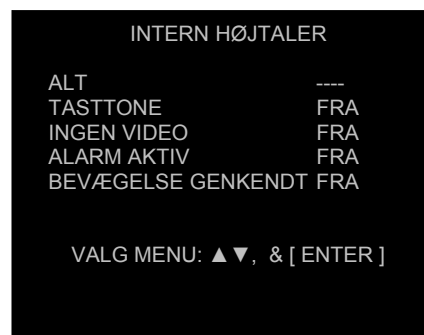 INTERN HØJTALER
ALT ----
TASTTONE FRA
INGEN VIDEO FRA
ALARM AKTIV FRA
BEVÆGELSE GENKENDT FRA
VALG MENU: ▲▼, & [ ENTER ]